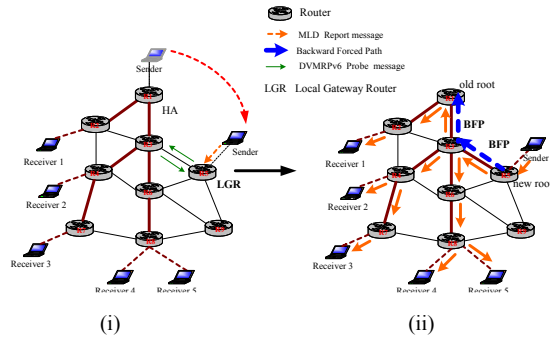 Router
MLD Report message
Backward Forced Path
DVMRPv6 Probe message
LGR Local Gateway Router
Sender
HA
Sender
LGR
Receiver 1
Receiver 2
Receiver 3
Receiver 4
Receiver 5
(i)
old root
BFP
BFP
Sender
new roo
Receiver 1
Receiver 2
Receiver 3
Receiver 4
Receiver 5
(ii)